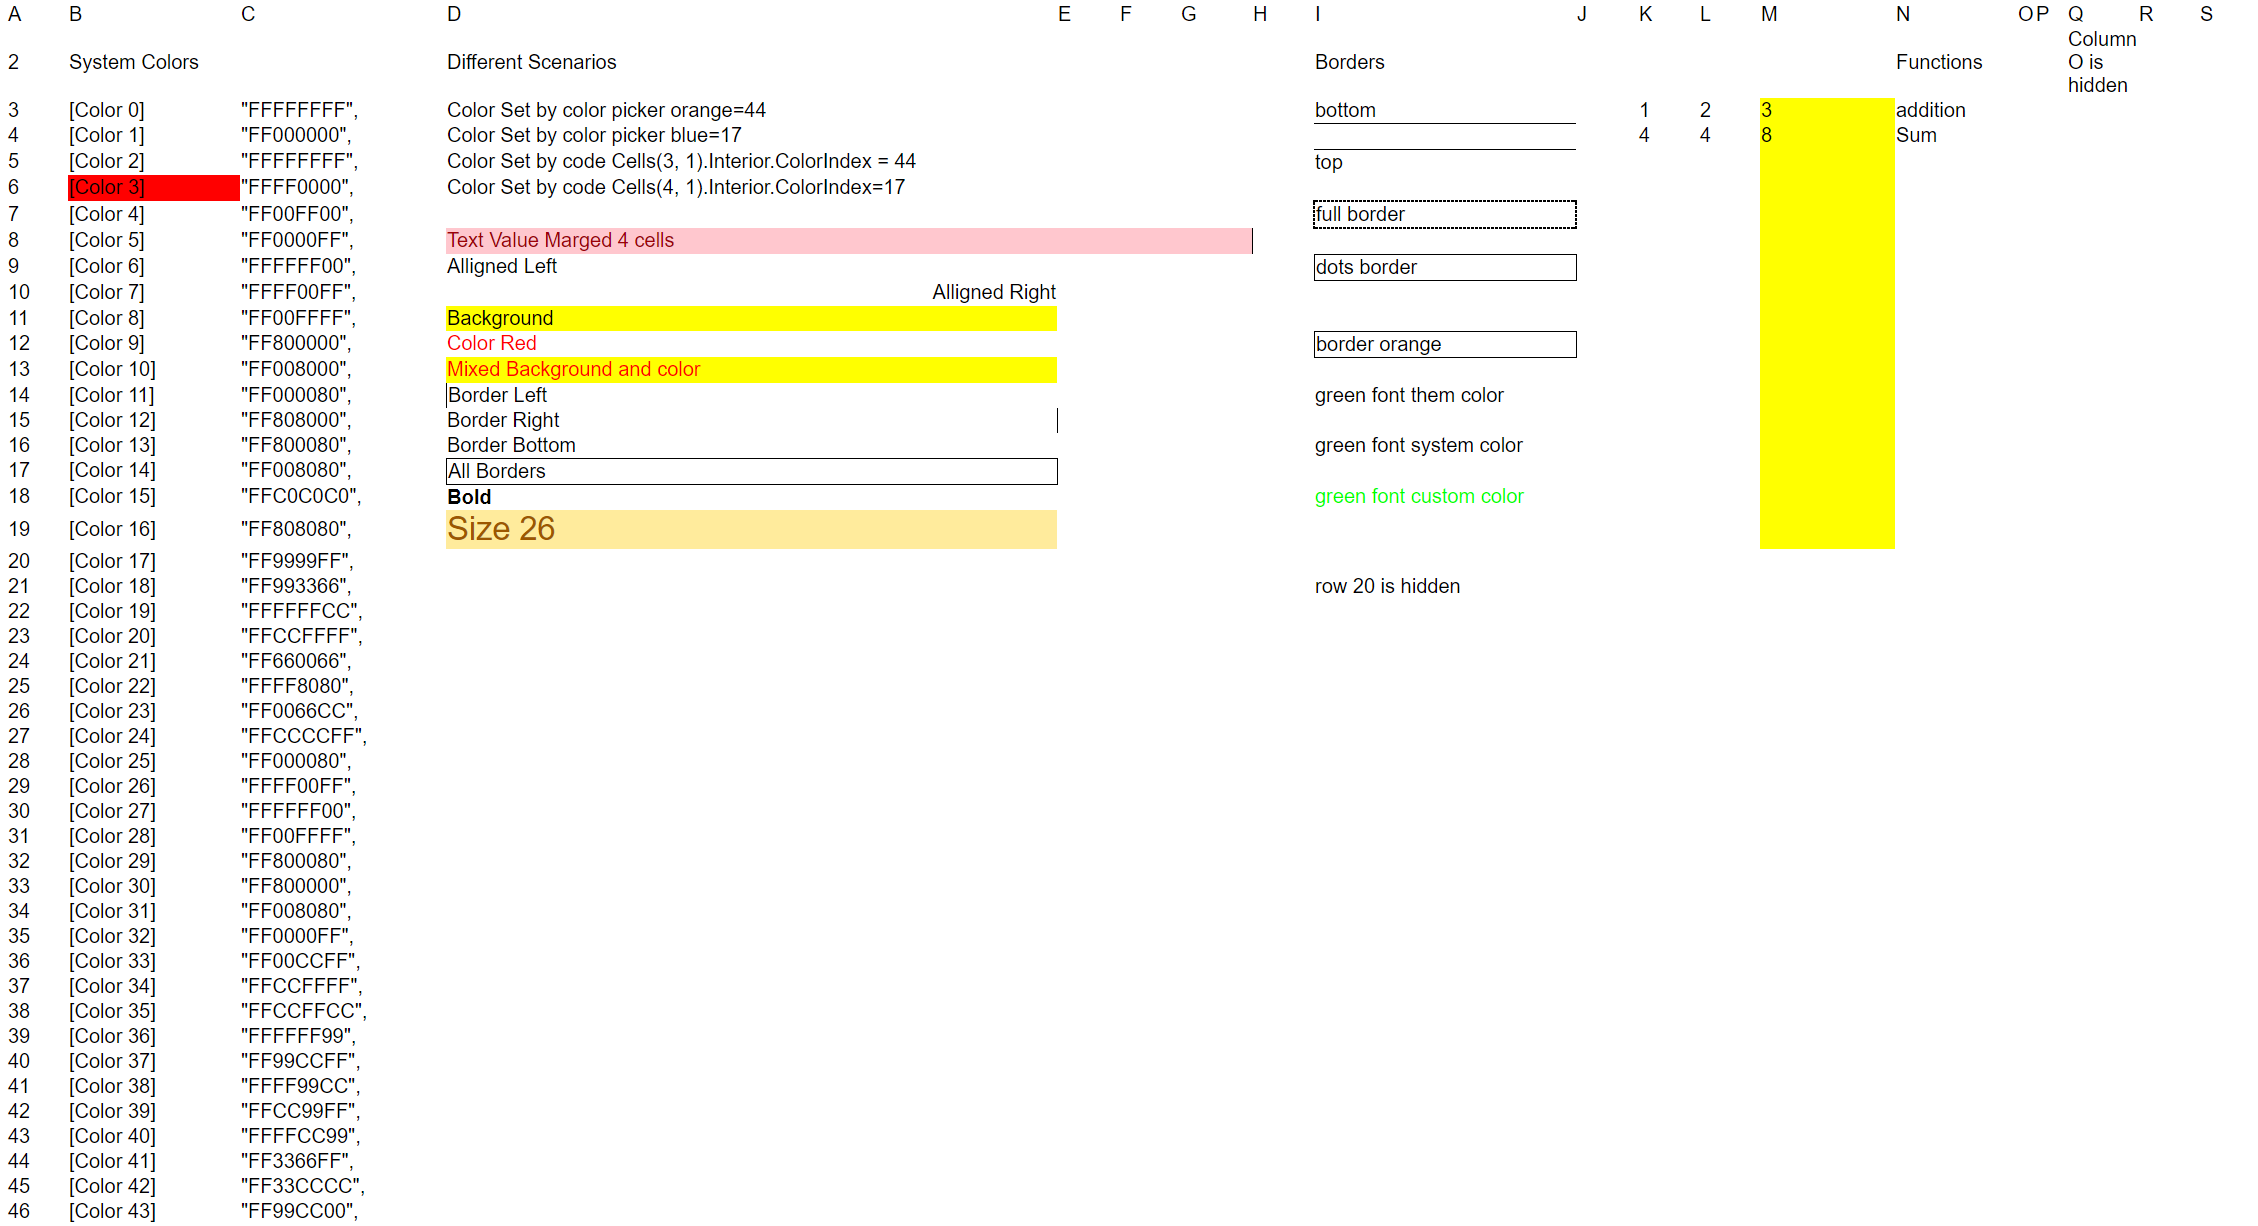 A B C D E F G H I J K L M N O P Q R S
2 System Colors Different Scenarios Borders Functions Column O is hidden
3 [Color 0] "FFFFFFFF", Color Set by color picker orange=44 bottom 1 2 3 addition
4 [Color 1] "FF000000", Color Set by color picker blue=17 4 4 8 Sum
5 [Color 2] "FFFFFFFF", Color Set by code Cells(3, 1).Interior.ColorIndex = 44 top
6 [Color 3] "FFFF0000", Color Set by code Cells(4, 1).Interior.ColorIndex=17
7 [Color 4] "FF00FF00", full border
8 [Color 5] "FF0000FF", Text Value Marged 4 cells
9 [Color 6] "FFFFFF00", Alligned Left dots border
10 [Color 7] "FFFF00FF", Alligned Right
11 [Color 8] "FF00FFFF", Background
12 [Color 9] "FF800000", Color Red border orange
13 [Color 10] "FF008000", Mixed Background and color
14 [Color 11] "FF000080", Border Left green font them color
15 [Color 12] "FF808000", Border Right
16 [Color 13] "FF800080", Border Bottom green font system color
17 [Color 14] "FF008080", All Borders
18 [Color 15] "FFC0C0C0", Bold green font custom color
19 [Color 16] "FF808080", Size 26
20 [Color 17] "FF9999FF",
21 [Color 18] "FF993366", row 20 is hidden
22 [Color 19] "FFFFFFCC",
23 [Color 20] "FFCCFFFF",
24 [Color 21] "FF660066",
25 [Color 22] "FFFF8080",
26 [Color 23] "FF0066CC",
27 [Color 24] "FFCCCCFF",
28 [Color 25] "FF000080",
29 [Color 26] "FFFF00FF",
30 [Color 27] "FFFFFF00",
31 [Color 28] "FF00FFFF",
32 [Color 29] "FF800080",
33 [Color 30] "FF800000",
34 [Color 31] "FF008080",
35 [Color 32] "FF0000FF",
36 [Color 33] "FF00CCFF",
37 [Color 34] "FFCCFFFF",
38 [Color 35] "FFCCFFCC",
39 [Color 36] "FFFFFF99",
40 [Color 37] "FF99CCFF",
41 [Color 38] "FFFF99CC",
42 [Color 39] "FFCC99FF",
43 [Color 40] "FFFFCC99",
44 [Color 41] "FF3366FF",
45 [Color 42] "FF33CCCC",
46 [Color 43] "FF99CC00",